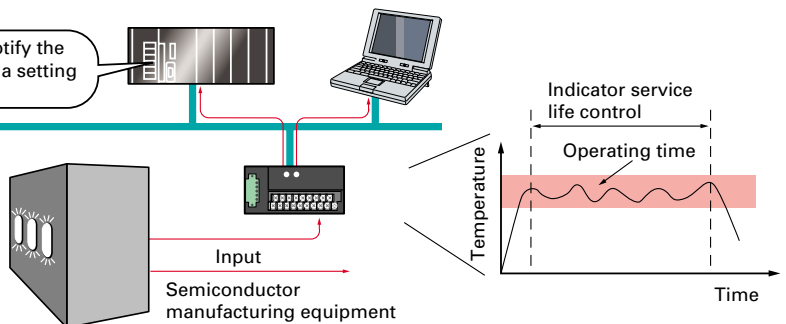 otify the
a setting
Indicator service
life control
Operating time
Temperature
Time
Input
Semiconductor
manufacturing equipment